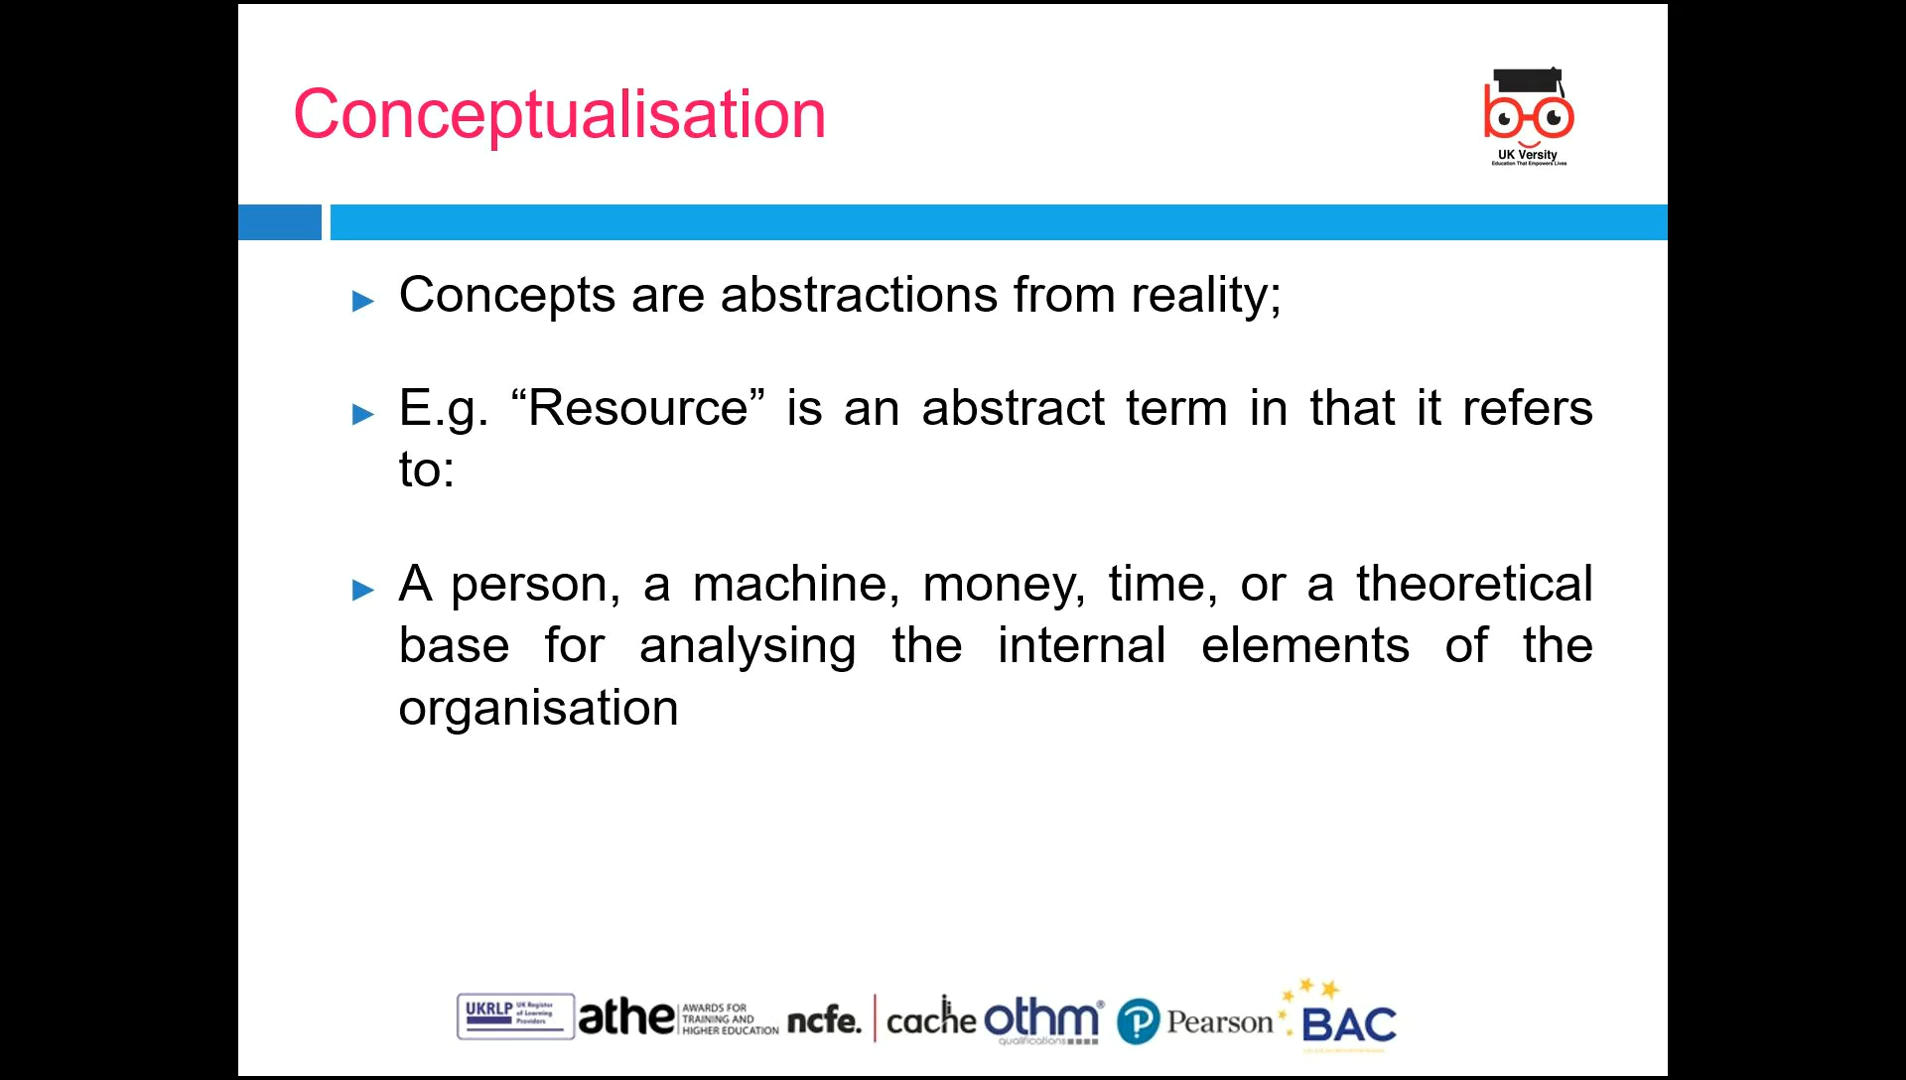 Conceptualisation
UK Versity
Education That Empowers Lives
► Concepts are abstractions from reality;
► E.g. “Resource” is an abstract term in that it refers
to:
► A person, a machine, money, time, or a theoretical
base for analysing the internal elements of the
organisation
UKRLP UK Register
of Learning
Providers
athe AWARDS FOR
TRAINING AND
HIGHER EDUCATION
ncfe. cache
othm®
qualifications
Pearson
BAC